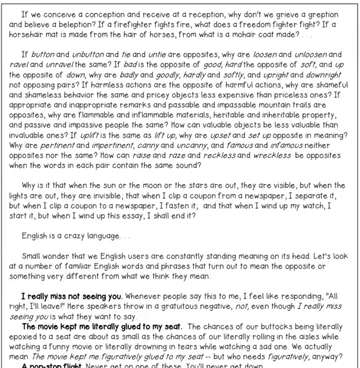 If we conceive a conception and receive at a reception, why don't we grieve a greption
and believe a beleption? If a firefighter fights fire, what does a freedom fighter fight? If a
horsehair mat is made from the hair of horses, from what is a mohair coat made? . . .
If button and unbutton and tie and untie are opposites, why are loosen and unloosen and
ravel and unravel the same? If bad is the opposite of good, hard the opposite of soft, and up
the opposite of down, why are badly and goodly, hardly and softly, and upright and downright
not opposing pairs? If harmless actions are the opposite of harmful actions, why are shameful
and shameless behavior the same and pricey objects less expensive than priceless ones? If
appropriate and inappropriate remarks and passable and impassable mountain trails are
opposites, why are flammable and inflammable materials, heritable and inheritable property,
and passive and impassive people the same? How can valuable objects be less valuable than
invaluable ones? If uplift is the same as lift up, why are upset and set up opposite in meaning?
Why are pertinent and impertinent, canny and uncanny, and famous and infamous neither
opposites nor the same? How can raise and raze and reckless and wreckless be opposites
when the words in each pair contain the same sound?
Why is it that when the sun or the moon or the stars are out, they are visible, but when the
lights are out, they are invisible, that when I clip a coupon from a newspaper, I separate it,
but when I clip a coupon to a newspaper, I fasten it, and that when I wind up my watch, I
start it, but when I wind up this essay, I shall end it?
English is a crazy language. . .
Small wonder that we English users are constantly standing meaning on its head. Let's look
at a number of familiar English words and phrases that turn out to mean the opposite or
something very different from what we think they mean:
I really miss not seeing you. Whenever people say this to me, I feel like responding, "All
right, I'll leave!" Here speakers throw in a gratuitous negative, not, even though I really miss
seeing you is what they want to say.
The movie kept me literally glued to my seat. The chances of our buttocks being literally
epoxied to a seat are about as small as the chances of our literally rolling in the aisles while
watching a funny movie or literally drowning in tears while watching a sad one. We actually
mean The movie kept me figuratively glued to my seat -- but who needs figuratively, anyway?
A non-stop flight. Never get on one of these. You'll never get down.